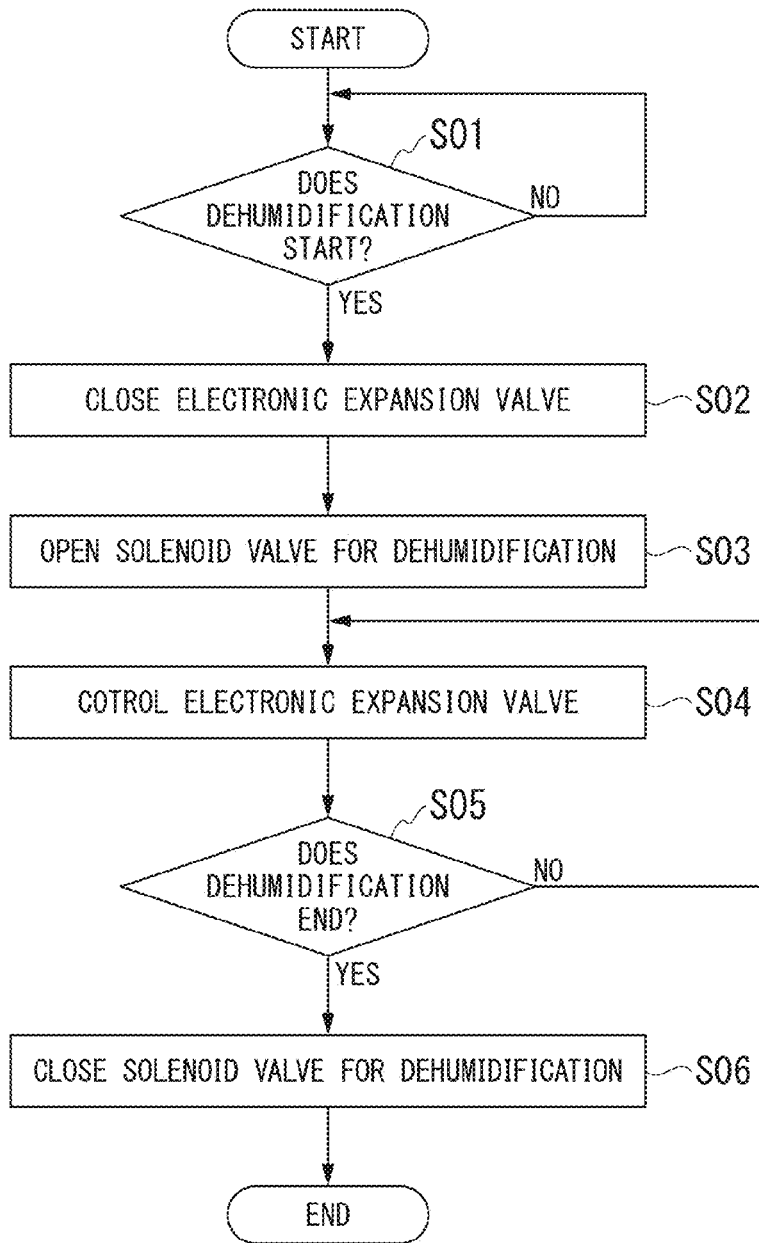 START
S01
DOES
DEHUMIDIFICATION
START?
NO
YES
CLOSE ELECTRONIC EXPANSION VALVE
S02
OPEN SOLENOID VALVE FOR DEHUMIDIFICATION
S03
COTROL ELECTRONIC EXPANSION VALVE
S04
S05
DOES
DEHUMIDIFICATION
END?
NO
YES
CLOSE SOLENOID VALVE FOR DEHUMIDIFICATION
S06
END